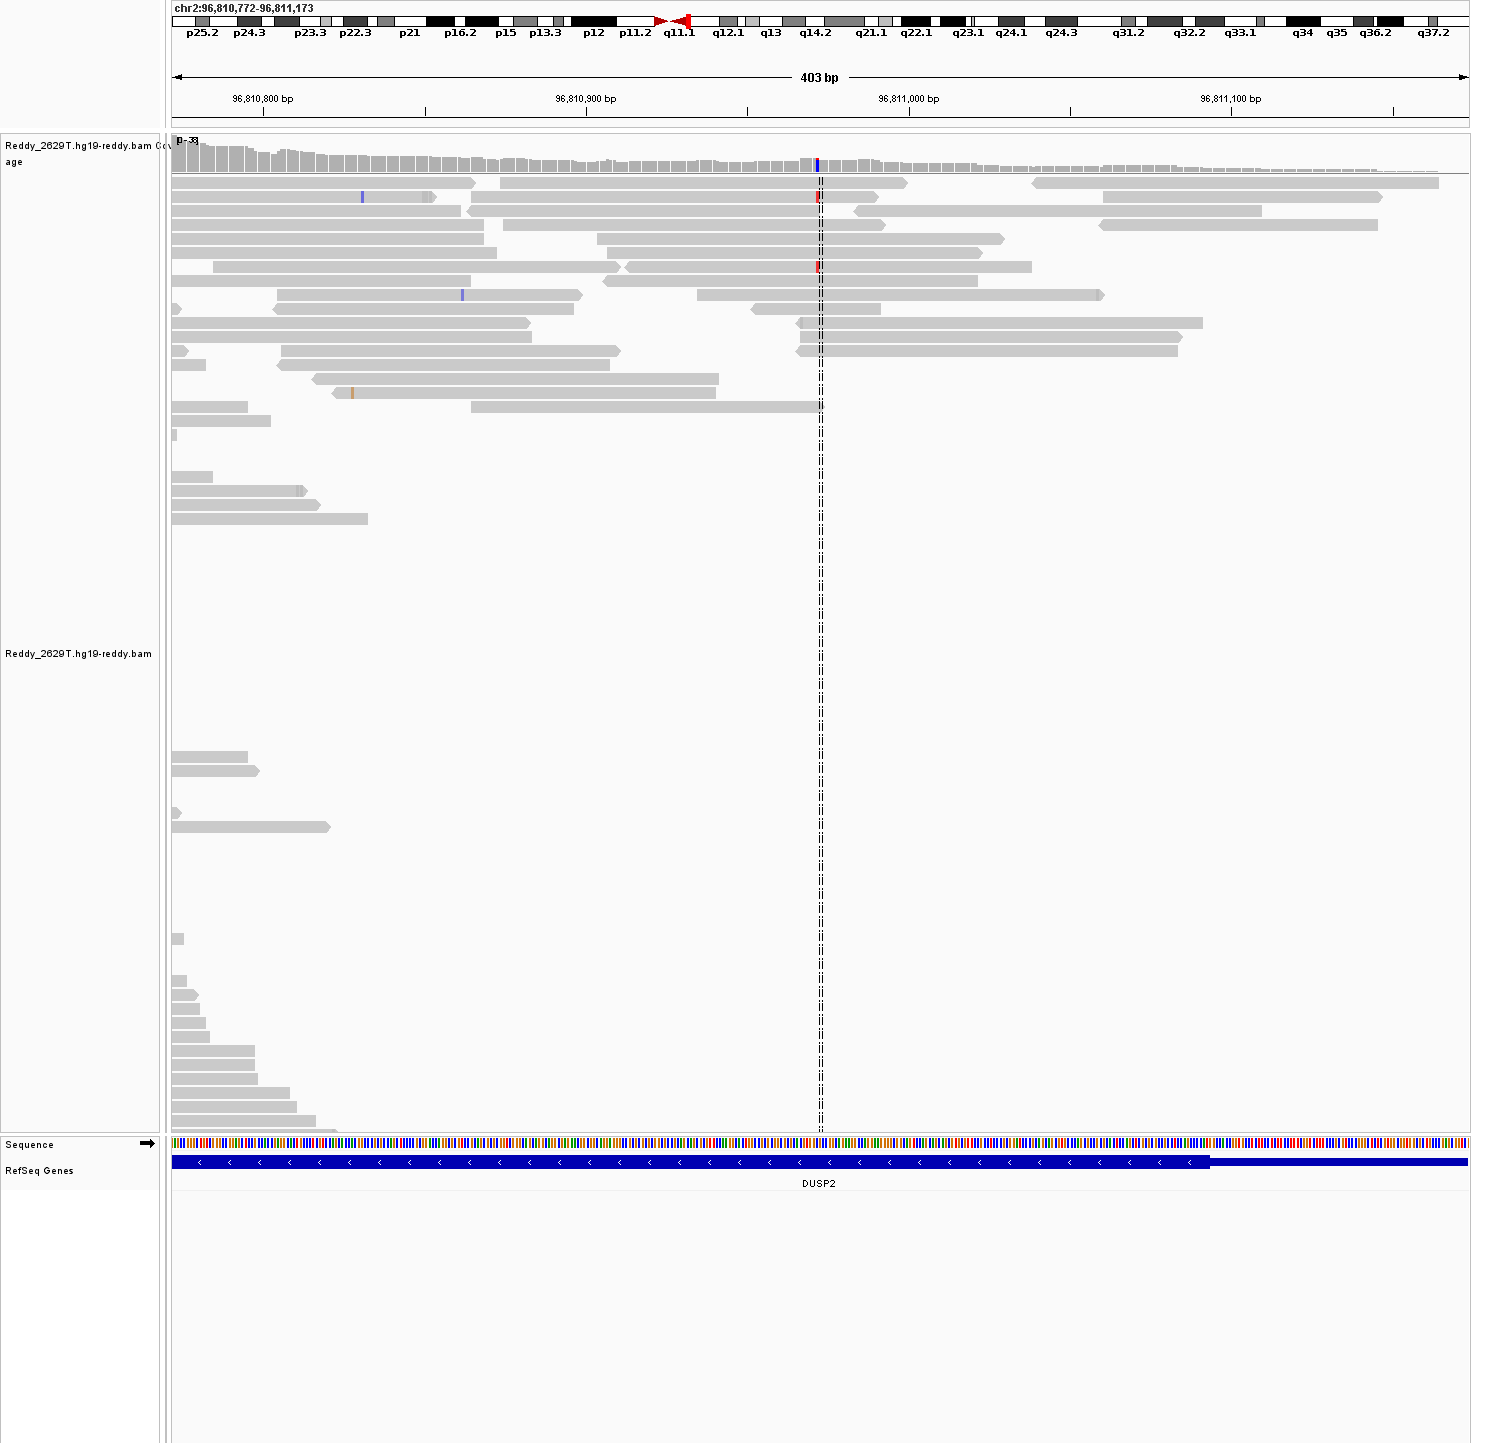 chr2:96,810,772-96,811,173
p25.2 p24.3 p23.3 p22.3 p21 p16.2 p15 p13.3 p12 p11.2 q11.1 q12.1 q13 q14.2 q21.1 q22.1 q23.1 q24.1 q24.3 q31.2 q32.2 q33.1 q34 q35 q36.2 q37.2
403 bp
96,810,800 bp 96,810,900 bp 96,811,000 bp 96,811,100 bp
Reddy_2629T.hg19-reddy.bam Cov
age
Reddy_2629T.hg19-reddy.bam
Sequence
RefSeq Genes
DUSP2